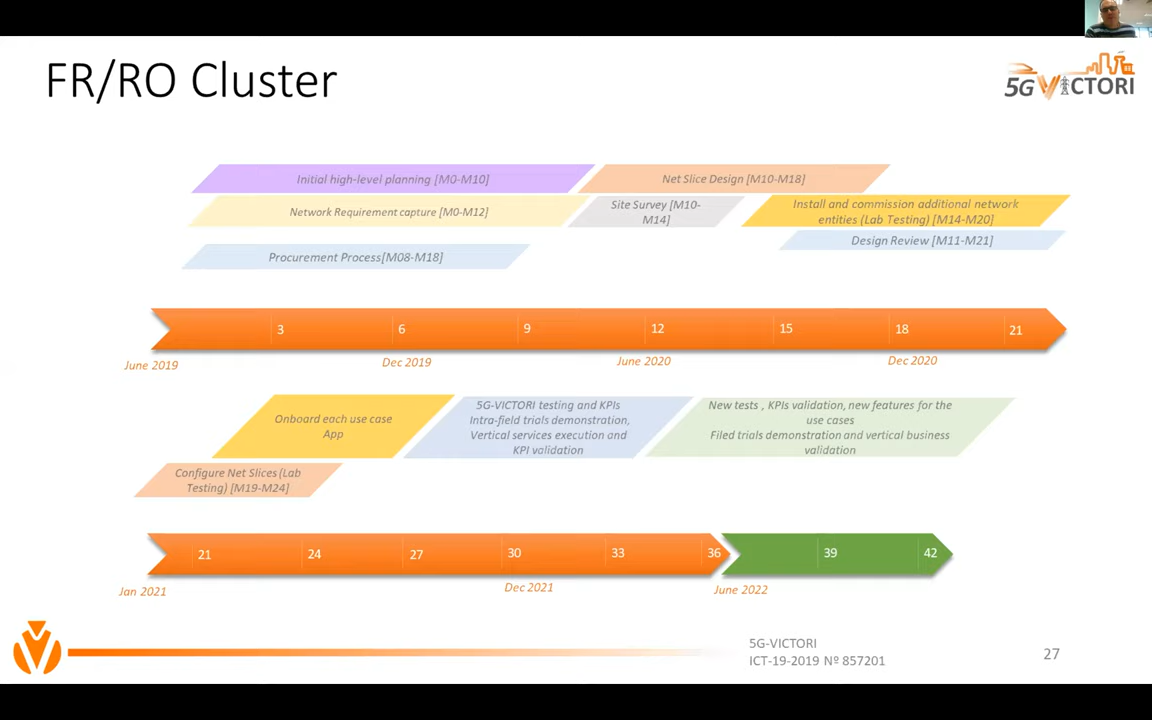 FR/RO Cluster
5G VICTORI
Initial high-level planning [M0-M10]
Net Slice Design [M10-M18]
Network Requirement capture [M0-M12]
Site Survey [M10-
M14]
Install and commission additional network
entities (Lab Testing) [M14-M20]
Design Review [M11-M21]
Procurement Process[M08-M18]
3 6 9 12 15 18 21
June 2019 Dec 2019 June 2020 Dec 2020
Onboard each use case
App
5G-VICTORI testing and KPIs
Intra-field trials demonstration,
Vertical services execution and
KPI validation
New tests , KPIs validation, new features for the
use cases
Filed trials demonstration and vertical business
validation
Configure Net Slices (Lab
Testing) [M19-M24]
21 24 27 30 33 36 39 42
Jan 2021 Dec 2021 June 2022
5G-VICTORI
ICT-19-2019 Nº 857201
27